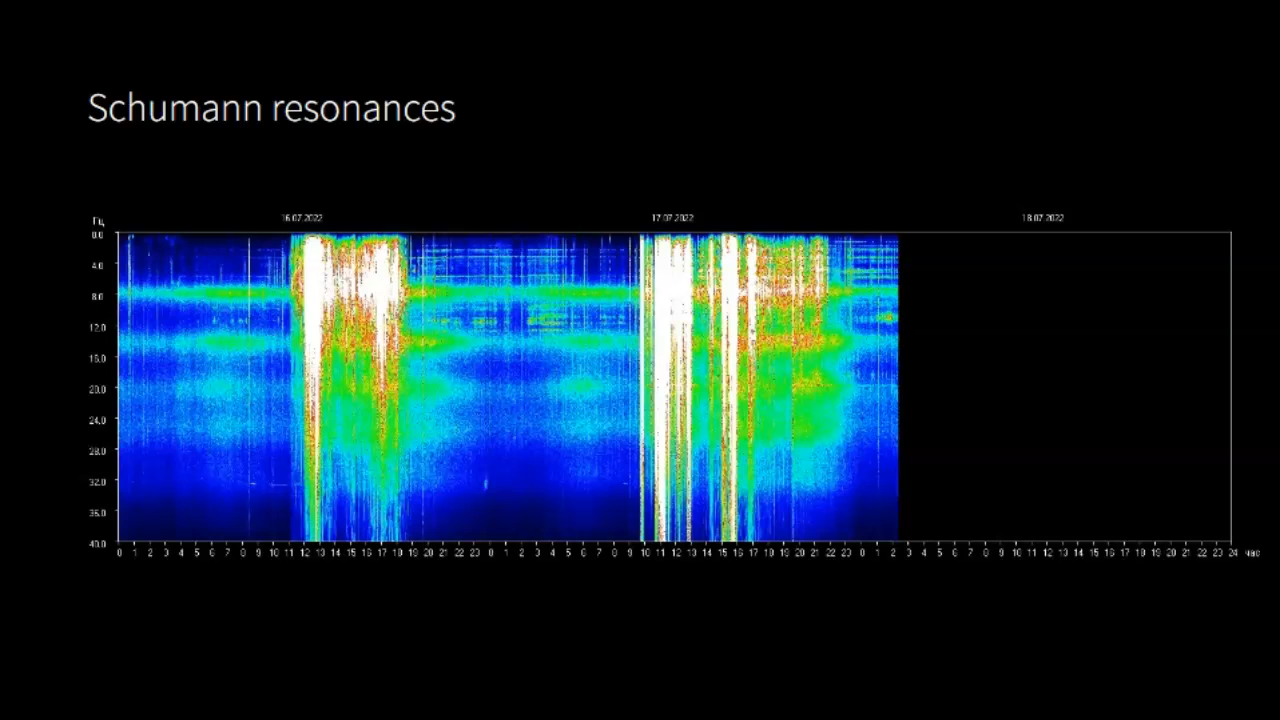 Schumann resonances
16.07.2022 17.07.2022 18.07.2022
Гц
0.0
4.0
8.0
12.0
16.0
20.0
24.0
28.0
32.0
36.0
40.0
0 1 2 3 4 5 6 7 8 9 10 11 12 13 14 15 16 17 18 19 20 21 22 23 0 1 2 3 4 5 6 7 8 9 10 11 12 13 14 15 16 17 18 19 20 21 22 23 0 1 2 3 4 5 6 7 8 9 10 11 12 13 14 15 16 17 18 19 20 21 22 23 24 час